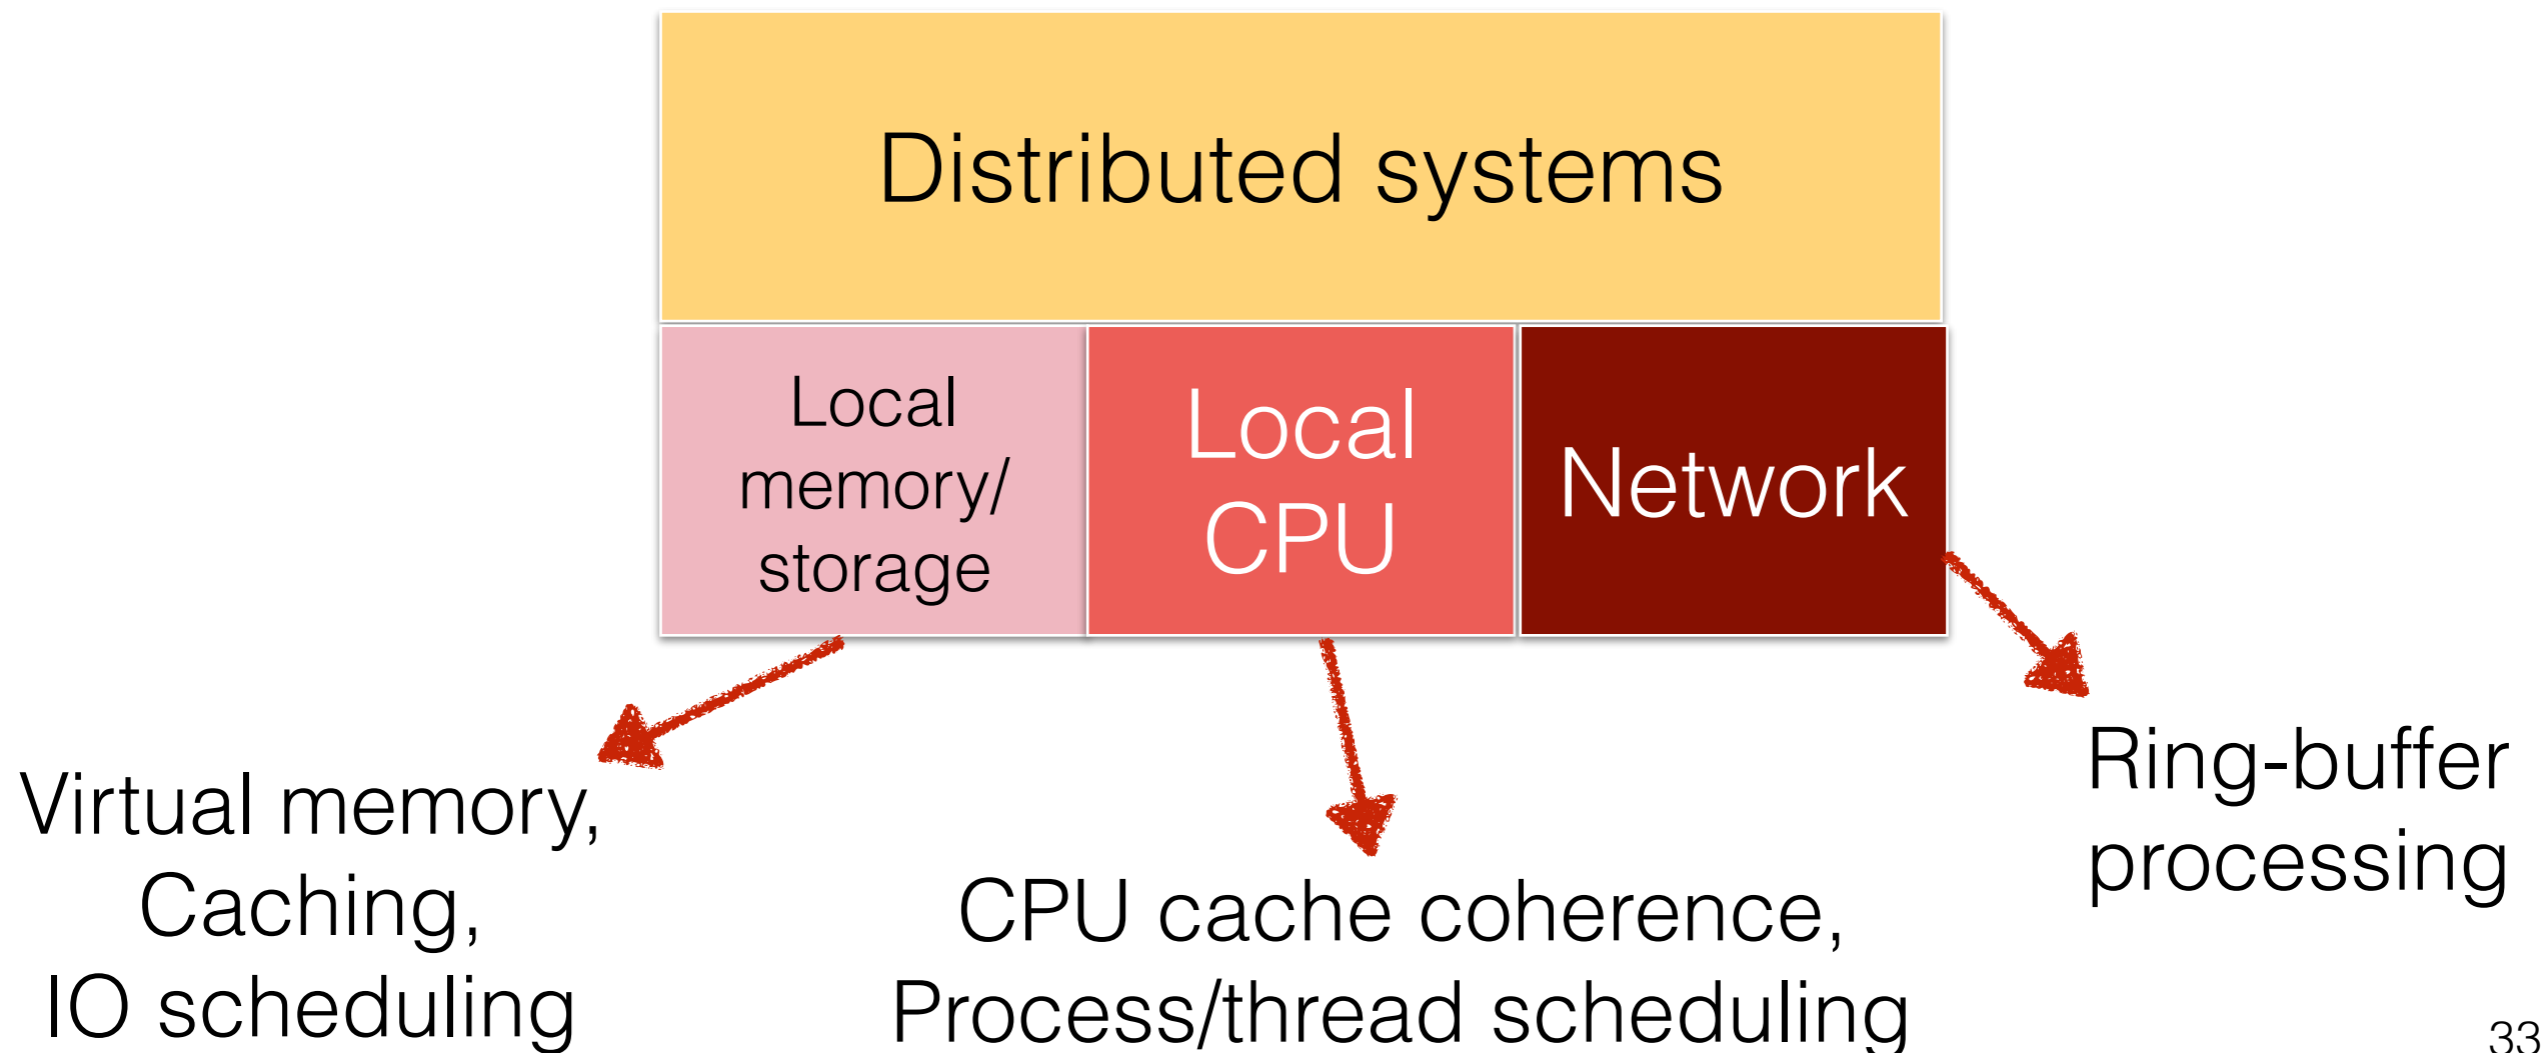 Distributed systems
Local
memory/
storage
Local
CPU
Network
Virtual memory,
Caching,
IO scheduling
CPU cache coherence,
Process/thread scheduling
Ring-buffer
processing
33